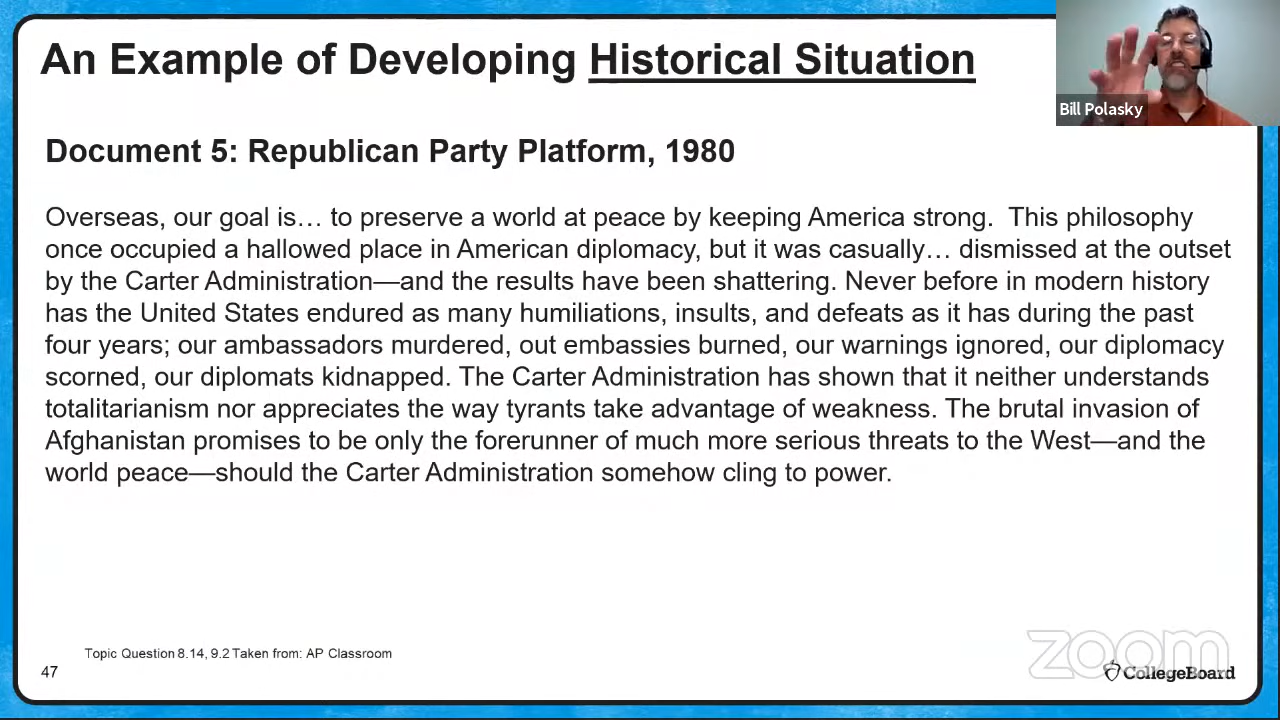 An Example of Developing Historical Situation
Bill Polasky
Document 5: Republican Party Platform, 1980
Overseas, our goal is… to preserve a world at peace by keeping America strong. This philosophy
once occupied a hallowed place in American diplomacy, but it was casually… dismissed at the outset
by the Carter Administration—and the results have been shattering. Never before in modern history
has the United States endured as many humiliations, insults, and defeats as it has during the past
four years; our ambassadors murdered, out embassies burned, our warnings ignored, our diplomacy
scorned, our diplomats kidnapped. The Carter Administration has shown that it neither understands
totalitarianism nor appreciates the way tyrants take advantage of weakness. The brutal invasion of
Afghanistan promises to be only the forerunner of much more serious threats to the West—and the
world peace—should the Carter Administration somehow cling to power.
Topic Question 8.14, 9.2 Taken from: AP Classroom
zoom
47
CollegeBoard